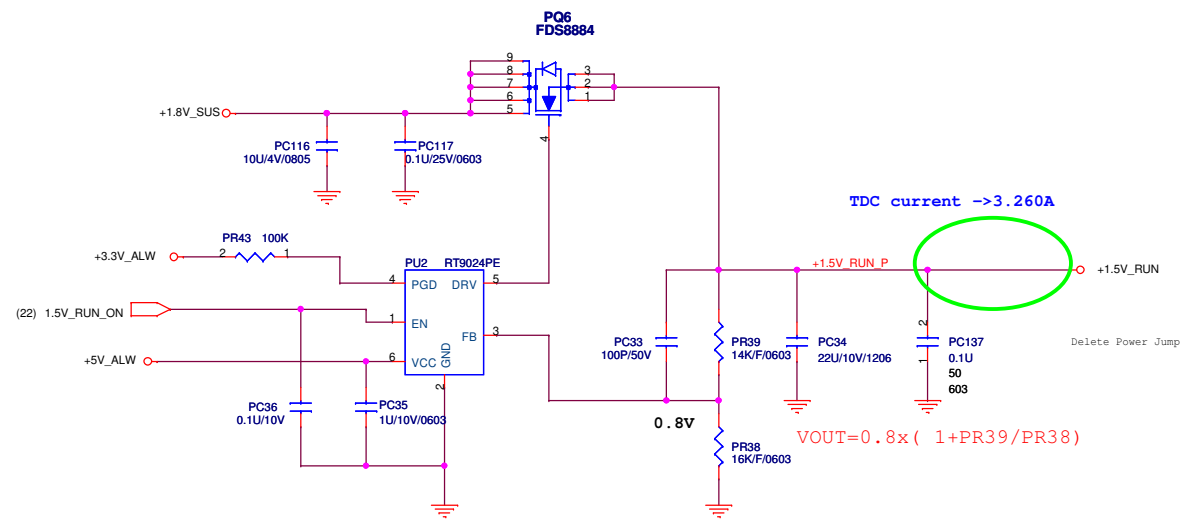 PQ6
FDS8884
9
8
7
6
5
3
2
1
4
+1.8V_SUS
PC116
10U/4V/0805
PC117
0.1U/25V/0603
TDC current ->3.260A
PR43 100K
+3.3V_ALW
2
1
PU2 RT9024PE
4
PGD
DRV
5
+1.5V_RUN_P
+1.5V_RUN
(22) 1.5V_RUN_ON
1
EN
FB
3
+5V_ALW
6
VCC
GND
2
PC33
100P/50V
PR39
14K/F/0603
PC34
22U/10V/1206
2
1
PC137
0.1U
50
603
Delete Power Jump
PC36
0.1U/10V
PC35
1U/10V/0603
0.8V
PR38
16K/F/0603
VOUT=0.8x( 1+PR39/PR38)